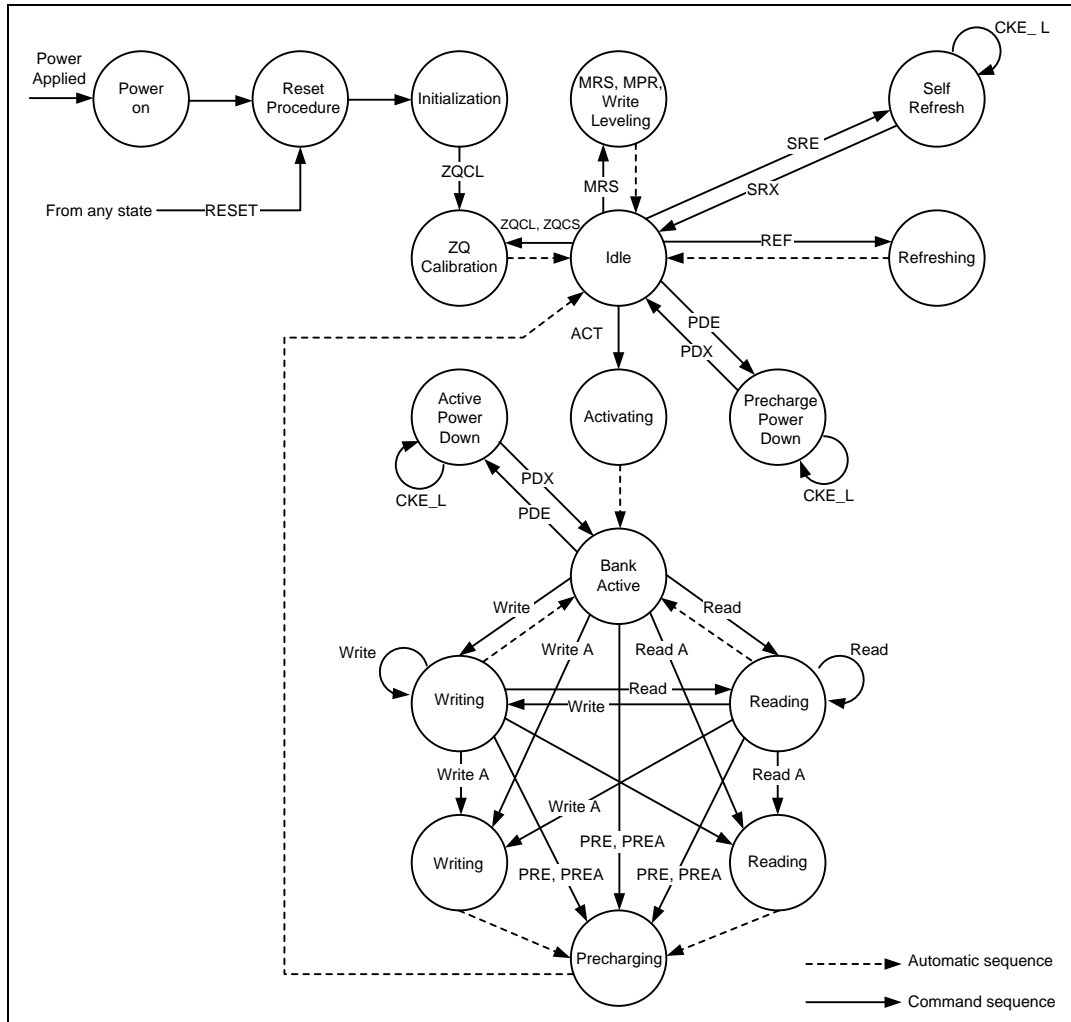 CKE_ L
Power
Applied
Power
on
Reset
Procedure
Initialization
MRS, MPR,
Write
Leveling
Self
Refresh
SRE
ZQCL
MRS
SRX
From any state
RESET
ZQCL, ZQCS
REF
ZQ
Calibration
Idle
Refreshing
PDE
ACT
PDX
Active
Power
Down
Activating
Precharge
Power
Down
PDX
CKE_L
CKE_L
PDE
Bank
Active
Write
Read
Write
Write A
Read A
Read
Writing
Read
Write
Reading
Write A
Read A
Write A
Writing
PRE, PREA
Reading
PRE, PREA
PRE, PREA
Precharging
Automatic sequence
Command sequence